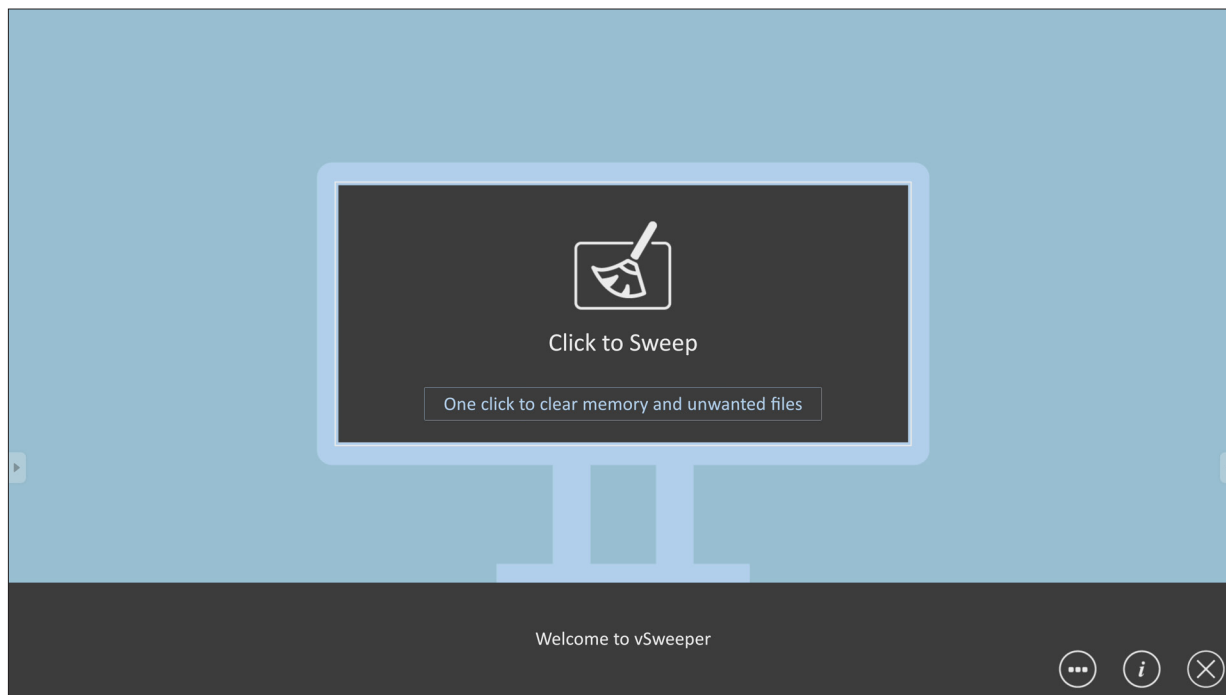 Click to Sweep
One click to clear memory and unwanted files
Welcome to vSweeper
i